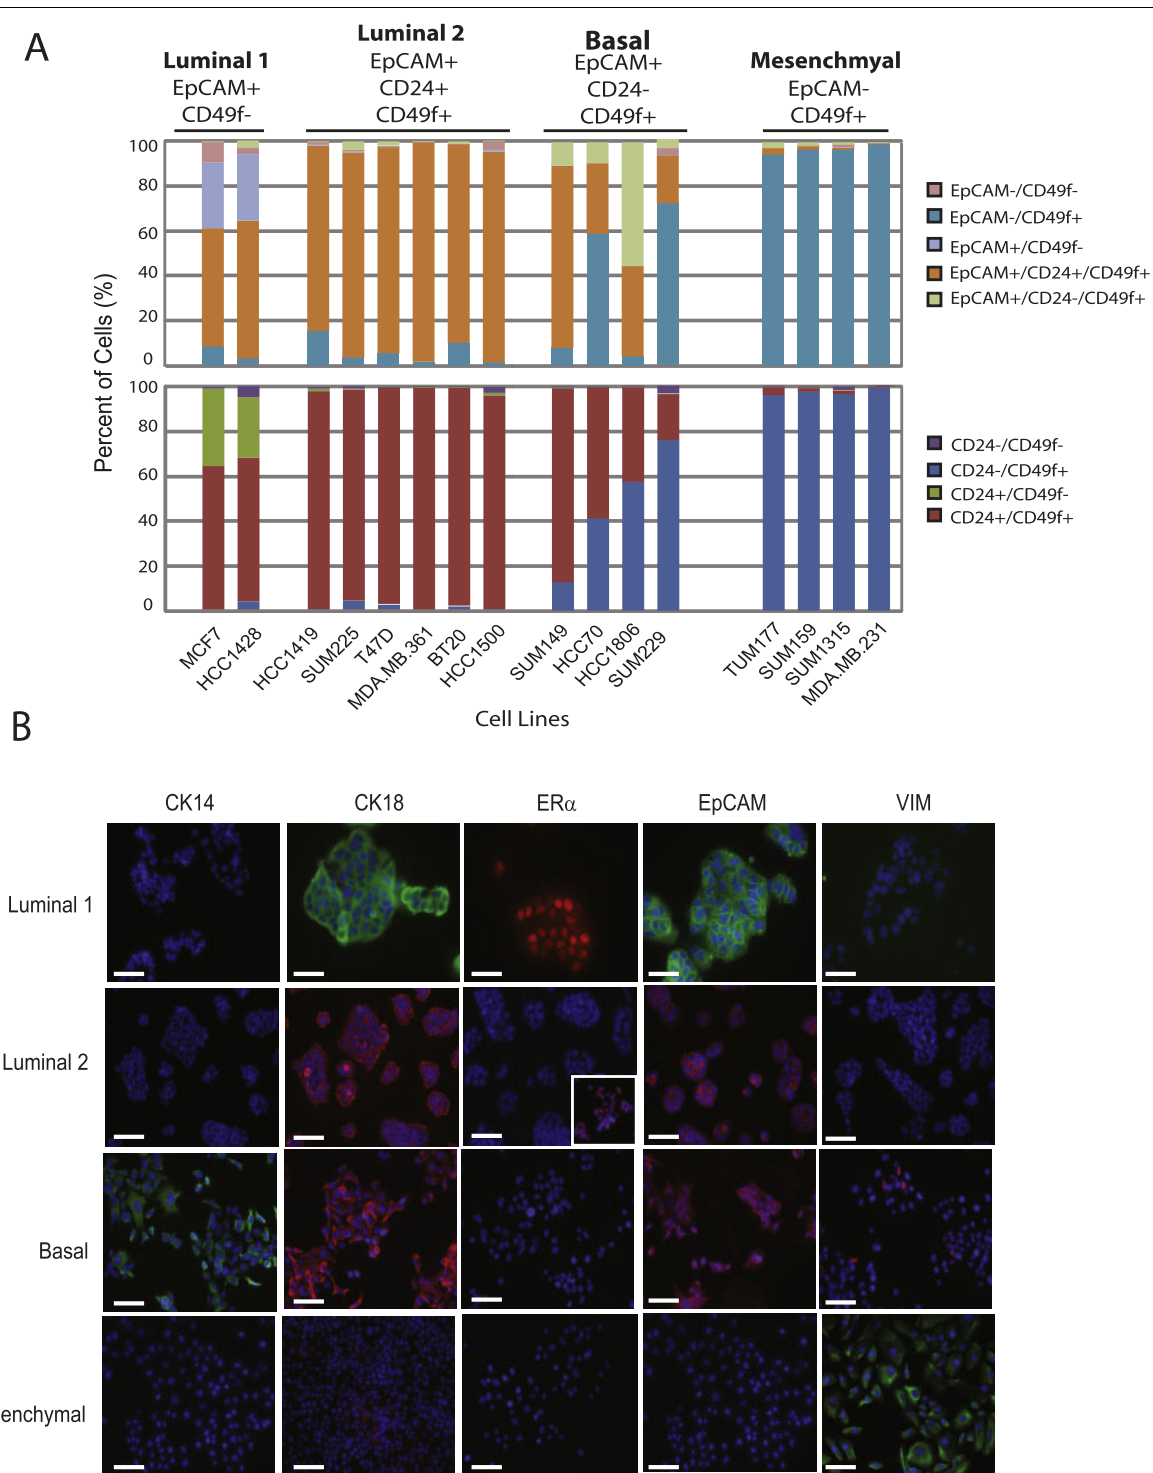 A
Luminal 1
EpCAM+
CD49f-
Luminal 2
EpCAM+
CD24+
CD49f+
Basal
EpCAM+
CD24-
CD49f+
Mesenchmyal
EpCAM-
CD49f+
Percent of Cells (%)
100
80
60
40
20
0
EpCAM-/CD49f-
EpCAM-/CD49f+
EpCAM+/CD49f-
EpCAM+/CD24+/CD49f+
EpCAM+/CD24-/CD49f+
100
80
60
40
20
0
CD24-/CD49f-
CD24-/CD49f+
CD24+/CD49f-
CD24+/CD49f+
MCF7
HCC1428
HCC1419
SUM225
T47D
MDA.MB.361
BT20
HCC1500
SUM149
HCC70
HCC1806
SUM229
TUM177
SUM159
SUM1315
MDA.MB.231
Cell Lines
B
CK14 CK18 ERα EpCAM VIM
Luminal 1
Luminal 2
Basal
enchymal